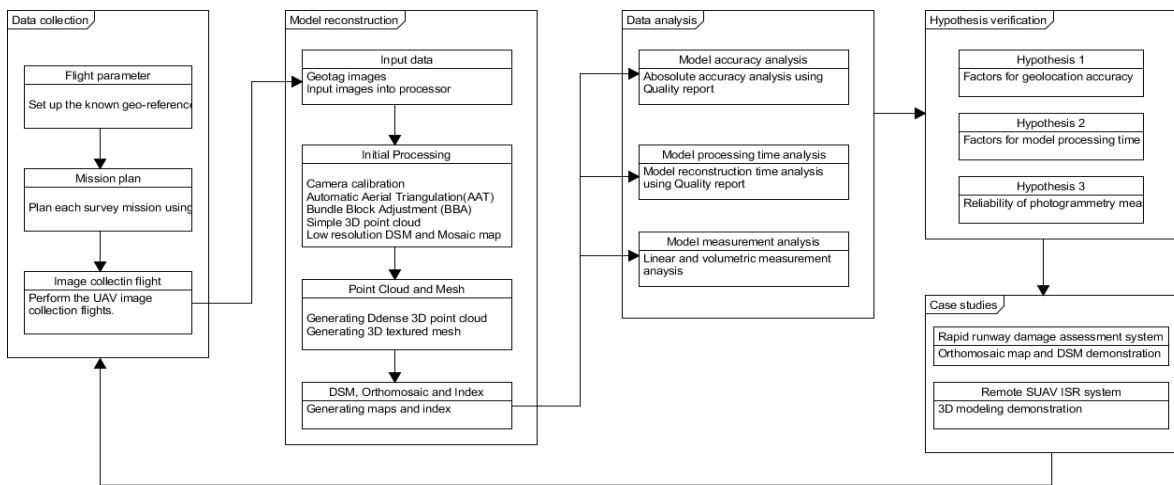 Data collection
Flight parameter
Set up the known geo-reference
Mission plan
Plan each survey mission using
Image collectin flight
Perform the UAV image
collection flights.
Model reconstruction
Input data
Geotag images
Input images into processor
Initial Processing
Camera calibration
Automatic Aerial Triangulation(AAT)
Bundle Block Adjustment (BBA)
Simple 3D point cloud
Low resolution DSM and Mosaic map
Point Cloud and Mesh
Generating Ddense 3D point cloud
Generating 3D textured mesh
DSM, Orthomosaic and Index
Generating maps and index
Data analysis
Model accuracy analysis
Abosolute accuracy analysis using
Quality report
Model processing time analysis
Model reconstruction time analysis
using Quality report
Model measurement analysis
Linear and volumetric measurement
anaysis
Hypothesis verification
Hypothesis 1
Factors for geolocation accuracy
Hypothesis 2
Factors for model processing time
Hypothesis 3
Reliability of photogrammetry meas
Case studies
Rapid runway damage assessment system
Orthomosaic map and DSM demonstration
Remote SUAV ISR system
3D modeling demonstration